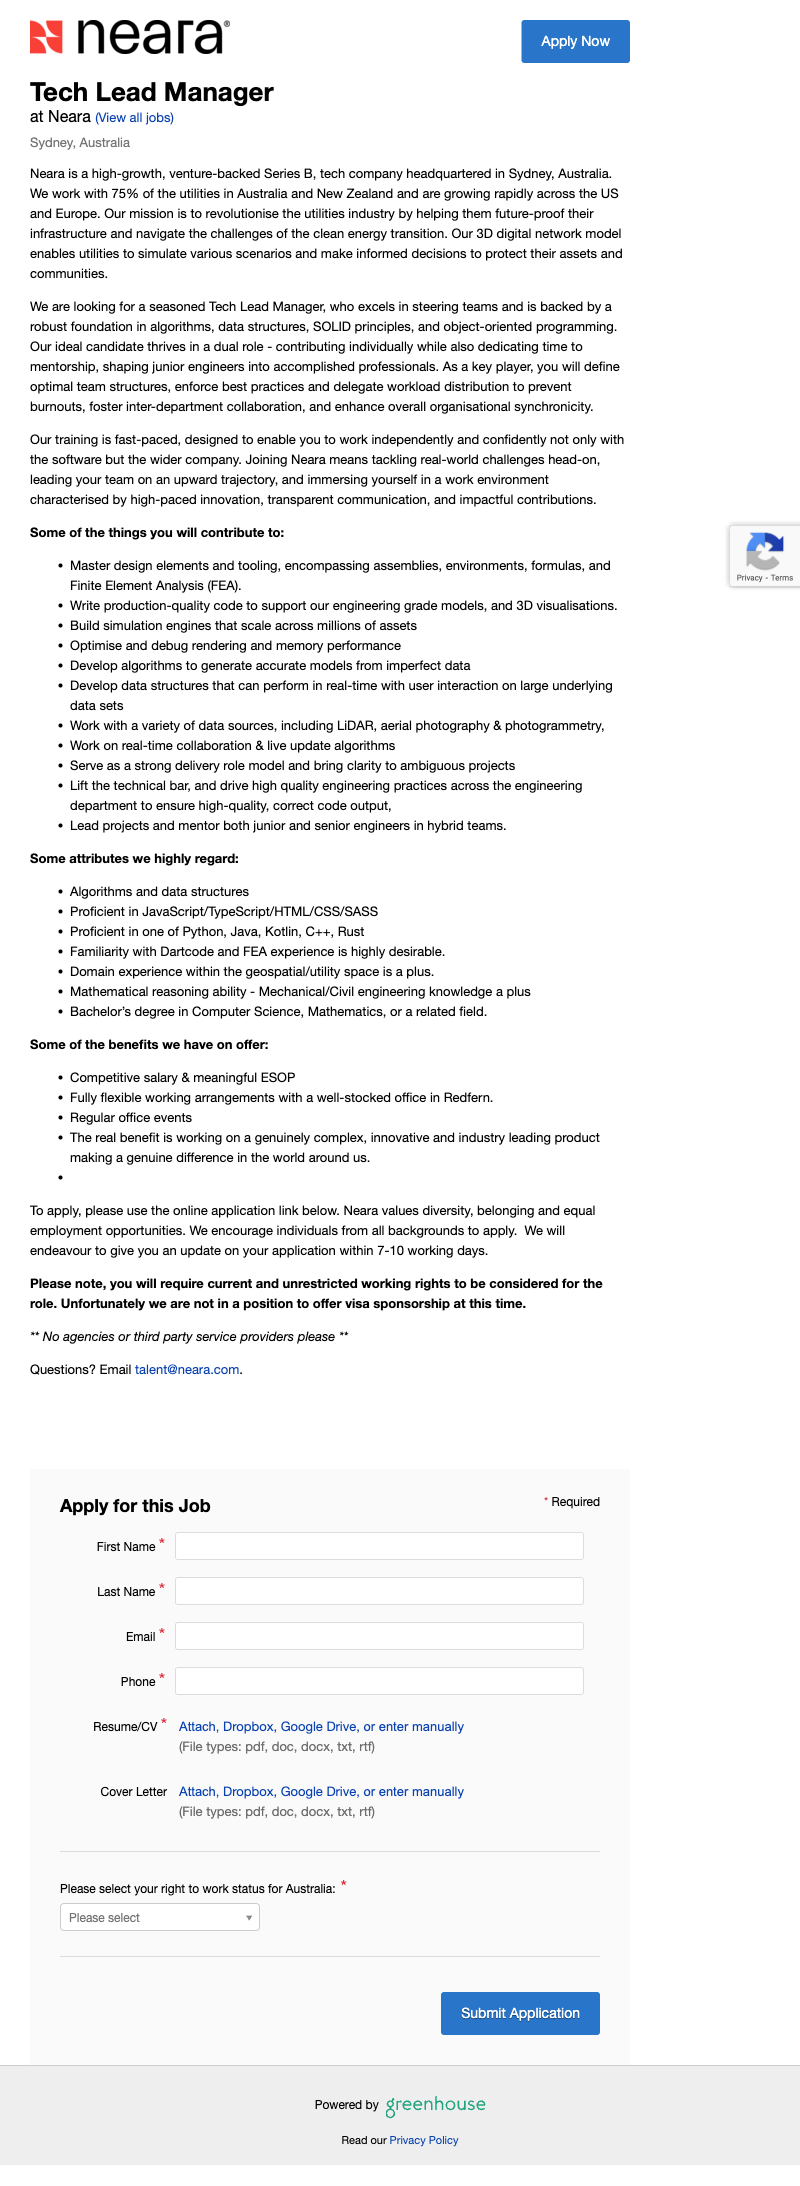 neara®
Apply Now
Tech Lead Manager
at Neara (View all jobs)
Sydney, Australia
Neara is a high-growth, venture-backed Series B, tech company headquartered in Sydney, Australia.
We work with 75% of the utilities in Australia and New Zealand and are growing rapidly across the US
and Europe. Our mission is to revolutionise the utilities industry by helping them future-proof their
infrastructure and navigate the challenges of the clean energy transition. Our 3D digital network model
enables utilities to simulate various scenarios and make informed decisions to protect their assets and
communities.
We are looking for a seasoned Tech Lead Manager, who excels in steering teams and is backed by a
robust foundation in algorithms, data structures, SOLID principles, and object-oriented programming.
Our ideal candidate thrives in a dual role - contributing individually while also dedicating time to
mentorship, shaping junior engineers into accomplished professionals. As a key player, you will define
optimal team structures, enforce best practices and delegate workload distribution to prevent
burnouts, foster inter-department collaboration, and enhance overall organisational synchronicity.
Our training is fast-paced, designed to enable you to work independently and confidently not only with
the software but the wider company. Joining Neara means tackling real-world challenges head-on,
leading your team on an upward trajectory, and immersing yourself in a work environment
characterised by high-paced innovation, transparent communication, and impactful contributions.
Some of the things you will contribute to:
• Master design elements and tooling, encompassing assemblies, environments, formulas, and
Finite Element Analysis (FEA).
• Write production-quality code to support our engineering grade models, and 3D visualisations.
• Build simulation engines that scale across millions of assets
• Optimise and debug rendering and memory performance
• Develop algorithms to generate accurate models from imperfect data
• Develop data structures that can perform in real-time with user interaction on large underlying
data sets
• Work with a variety of data sources, including LiDAR, aerial photography & photogrammetry,
• Work on real-time collaboration & live update algorithms
• Serve as a strong delivery role model and bring clarity to ambiguous projects
• Lift the technical bar, and drive high quality engineering practices across the engineering
department to ensure high-quality, correct code output,
• Lead projects and mentor both junior and senior engineers in hybrid teams.
Privacy - Terms
Some attributes we highly regard:
• Algorithms and data structures
• Proficient in JavaScript/TypeScript/HTML/CSS/SASS
• Proficient in one of Python, Java, Kotlin, C++, Rust
• Familiarity with Dartcode and FEA experience is highly desirable.
• Domain experience within the geospatial/utility space is a plus.
• Mathematical reasoning ability - Mechanical/Civil engineering knowledge a plus
• Bachelor’s degree in Computer Science, Mathematics, or a related field.
Some of the benefits we have on offer:
• Competitive salary & meaningful ESOP
• Fully flexible working arrangements with a well-stocked office in Redfern.
• Regular office events
• The real benefit is working on a genuinely complex, innovative and industry leading product
making a genuine difference in the world around us.
•
To apply, please use the online application link below. Neara values diversity, belonging and equal
employment opportunities. We encourage individuals from all backgrounds to apply.  We will
endeavour to give you an update on your application within 7-10 working days.
Please note, you will require current and unrestricted working rights to be considered for the
role. Unfortunately we are not in a position to offer visa sponsorship at this time.
** No agencies or third party service providers please **
Questions? Email talent@neara.com.
Apply for this Job
* Required
First Name *
Last Name *
Email *
Phone *
Resume/CV * Attach, Dropbox, Google Drive, or enter manually
(File types: pdf, doc, docx, txt, rtf)
Cover Letter Attach, Dropbox, Google Drive, or enter manually
(File types: pdf, doc, docx, txt, rtf)
Please select your right to work status for Australia: *
Please select
Submit Application
Powered by greenhouse
Read our Privacy Policy